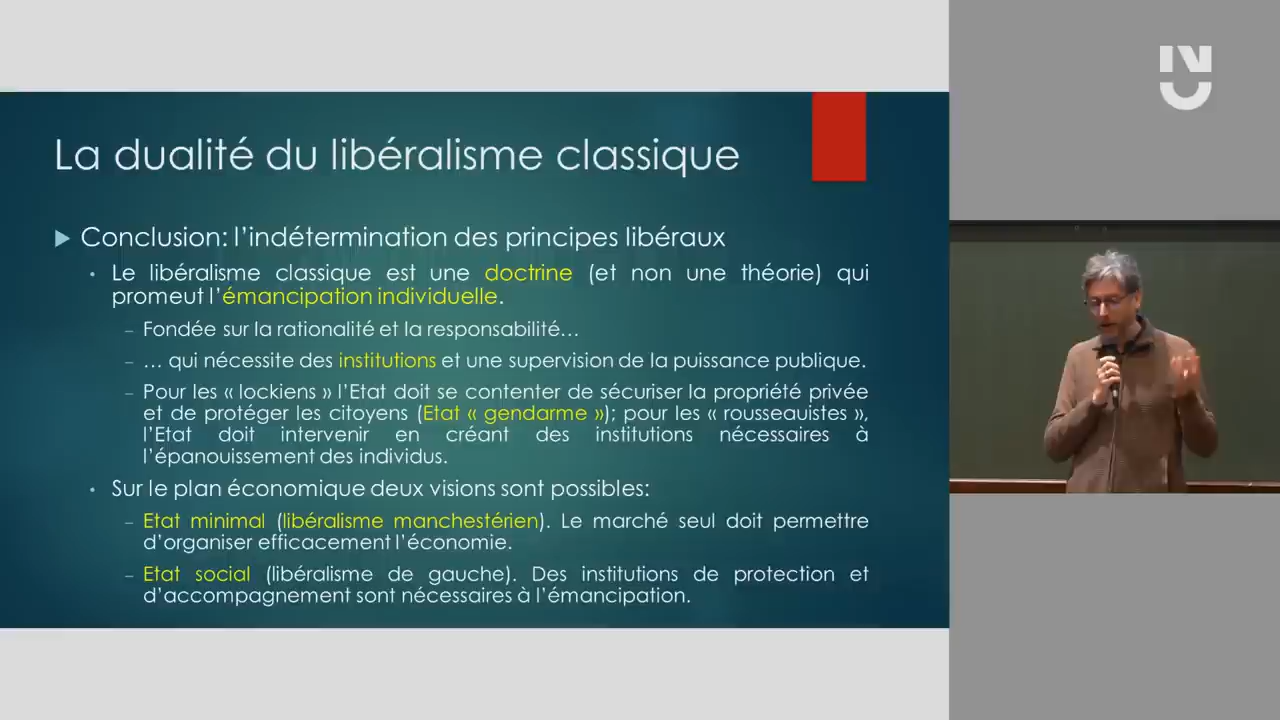 La dualité du libéralisme classique
Conclusion: l’indétermination des principes libéraux
Le libéralisme classique est une doctrine (et non une théorie) qui
promeut l’émancipation individuelle.
Fondée sur la rationalité et la responsabilité…
… qui nécessite des institutions et une supervision de la puissance publique.
Pour les « lockiens » l’Etat doit se contenter de sécuriser la propriété privée
et de protéger les citoyens (Etat « gendarme »); pour les « rousseauistes »,
l’Etat doit intervenir en créant des institutions nécessaires à
l’épanouissement des individus.
Sur le plan économique deux visions sont possibles:
Etat minimal (libéralisme manchestérien). Le marché seul doit permettre
d’organiser efficacement l’économie.
Etat social (libéralisme de gauche). Des institutions de protection et
d’accompagnement sont nécessaires à l’émancipation.